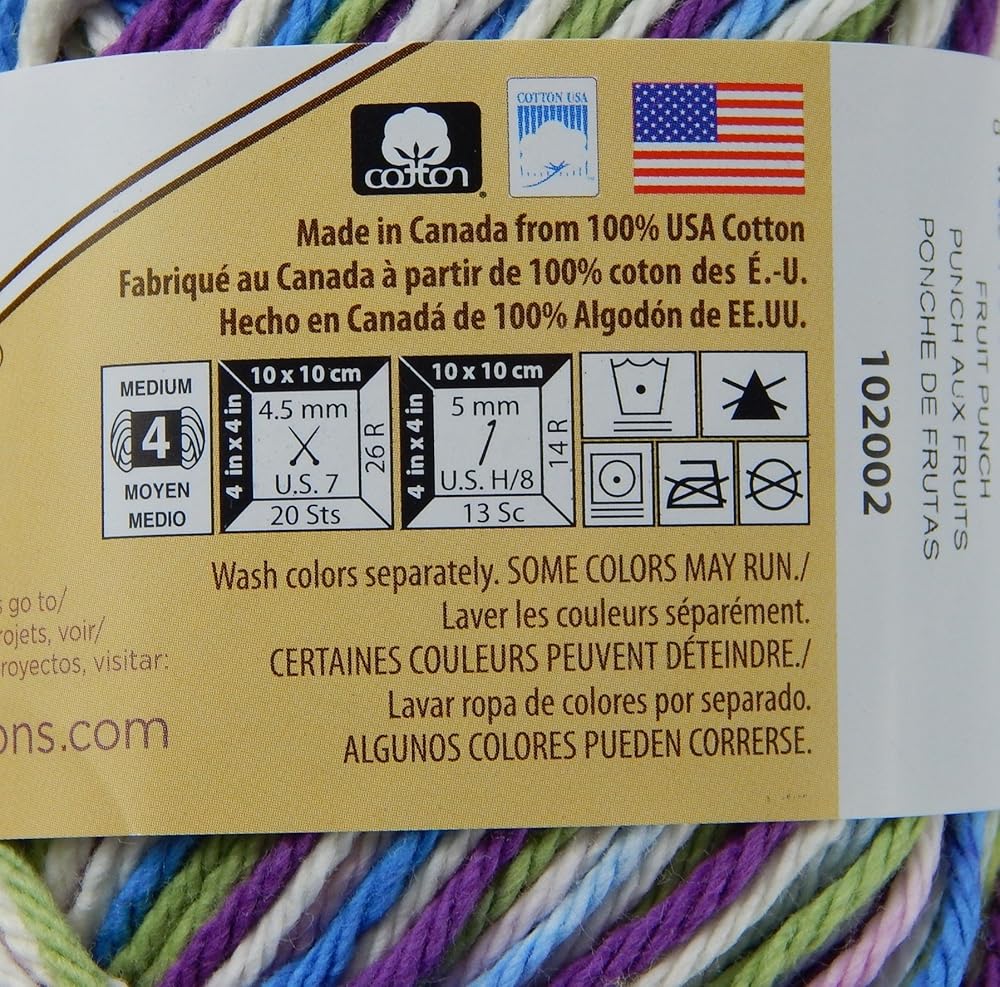 cotton
COTTON USA
Made in Canada from 100% USA Cotton
Fabriqué au Canada à partir de 100% coton des É.-U.
Hecho en Canadá de 100% Algodón de EE.UU.
MEDIUM
4
MOYEN
MEDIO
10 x 10 cm
4 in x 4 in
4.5 mm
U.S. 7
26 R
20 Sts
10 x 10 cm
4 in x 4 in
5 mm
U.S. H/8
14 R
13 Sc
Wash colors separately. SOME COLORS MAY RUN./
Laver les couleurs séparément.
CERTAINES COULEURS PEUVENT DÉTEINDRE./
Lavar ropa de colores por separado.
ALGUNOS COLORES PUEDEN CORRERSE.
go to/
rojets, voir/
royectos, visitar:
ons.com
FRUIT PUNCH
PUNCH AUX FRUITS
PONCHE DE FRUTAS
102002